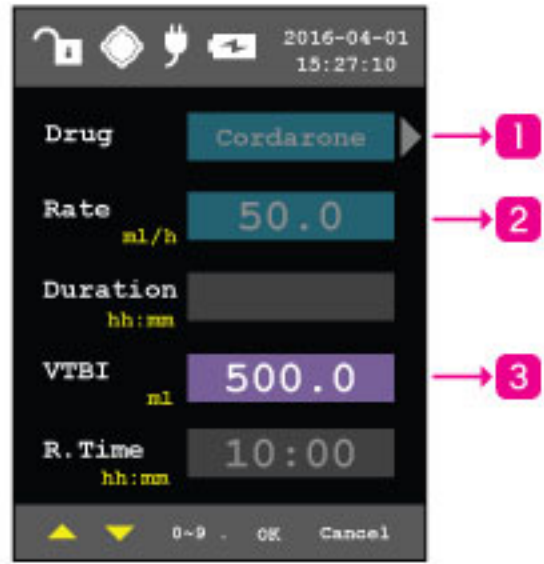 2016-04-01
15:27:10
Drug Cordarone 1
Rate 50.0 2
ml/h
Duration
hh:mm
VTBI 500.0 3
ml
R.Time 10:00
hh:mm
0~9 . OK Cancel